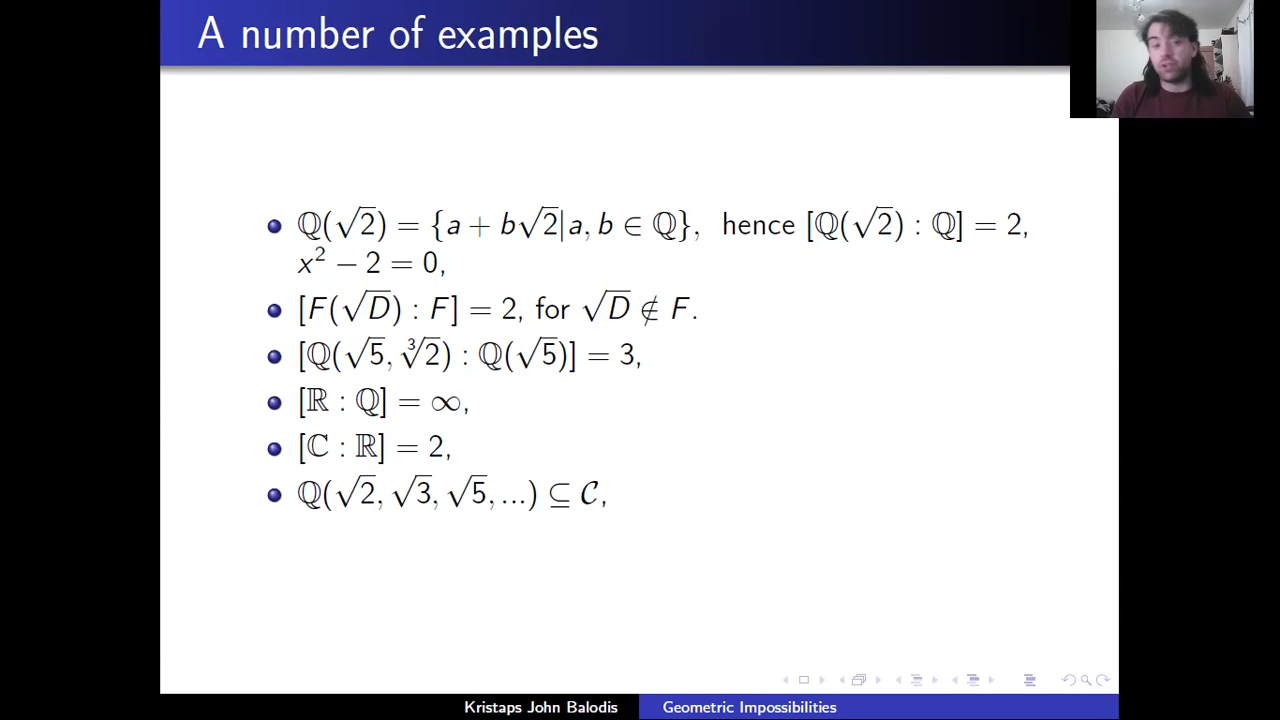 A number of examples
ℚ(√2) = {a + b√2|a, b ∈ ℚ}, hence [ℚ(√2) : ℚ] = 2,
x² − 2 = 0,
[F(√D) : F] = 2, for √D ∉ F.
[ℚ(√5, ∛2) : ℚ(√5)] = 3,
[ℝ : ℚ] = ∞,
[ℂ : ℝ] = 2,
ℚ(√2, √3, √5, ...) ⊆ 𝒞,
Kristaps John Balodis
Geometric Impossibilities